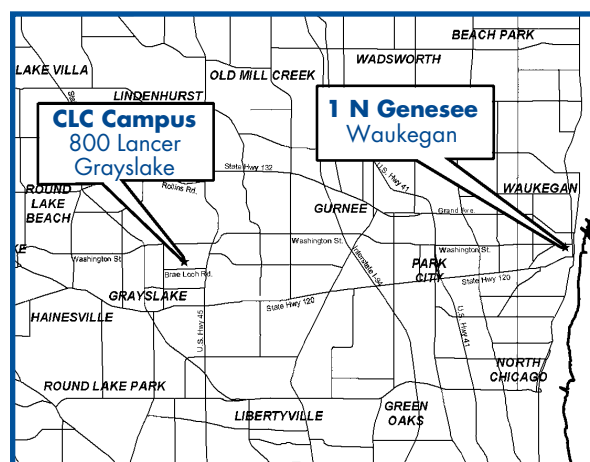 BEACH PARK
WADSWORTH
LAKE VILLA
OLD MILL CREEK
LINDENHURST
CLC Campus
800 Lancer
Grayslake
1 N Genesee
Waukegan
State Hwy 132
U.S. Hwy 41
Rollins Rd.
ROUND
LAKE
BEACH
WAUKEGAN
GURNEE
Grand Ave.
Washington St.
Washington St.
Washington St.
Interstate I-94
PARK
CITY
Brae Loch Rd.
State Hwy 120
GRAYSLAKE
State Hwy 120
HAINESVILLE
U.S. Hwy 45
U.S. Hwy 41
NORTH
CHICAGO
ROUND LAKE PARK
LIBERTYVILLE
GREEN
OAKS